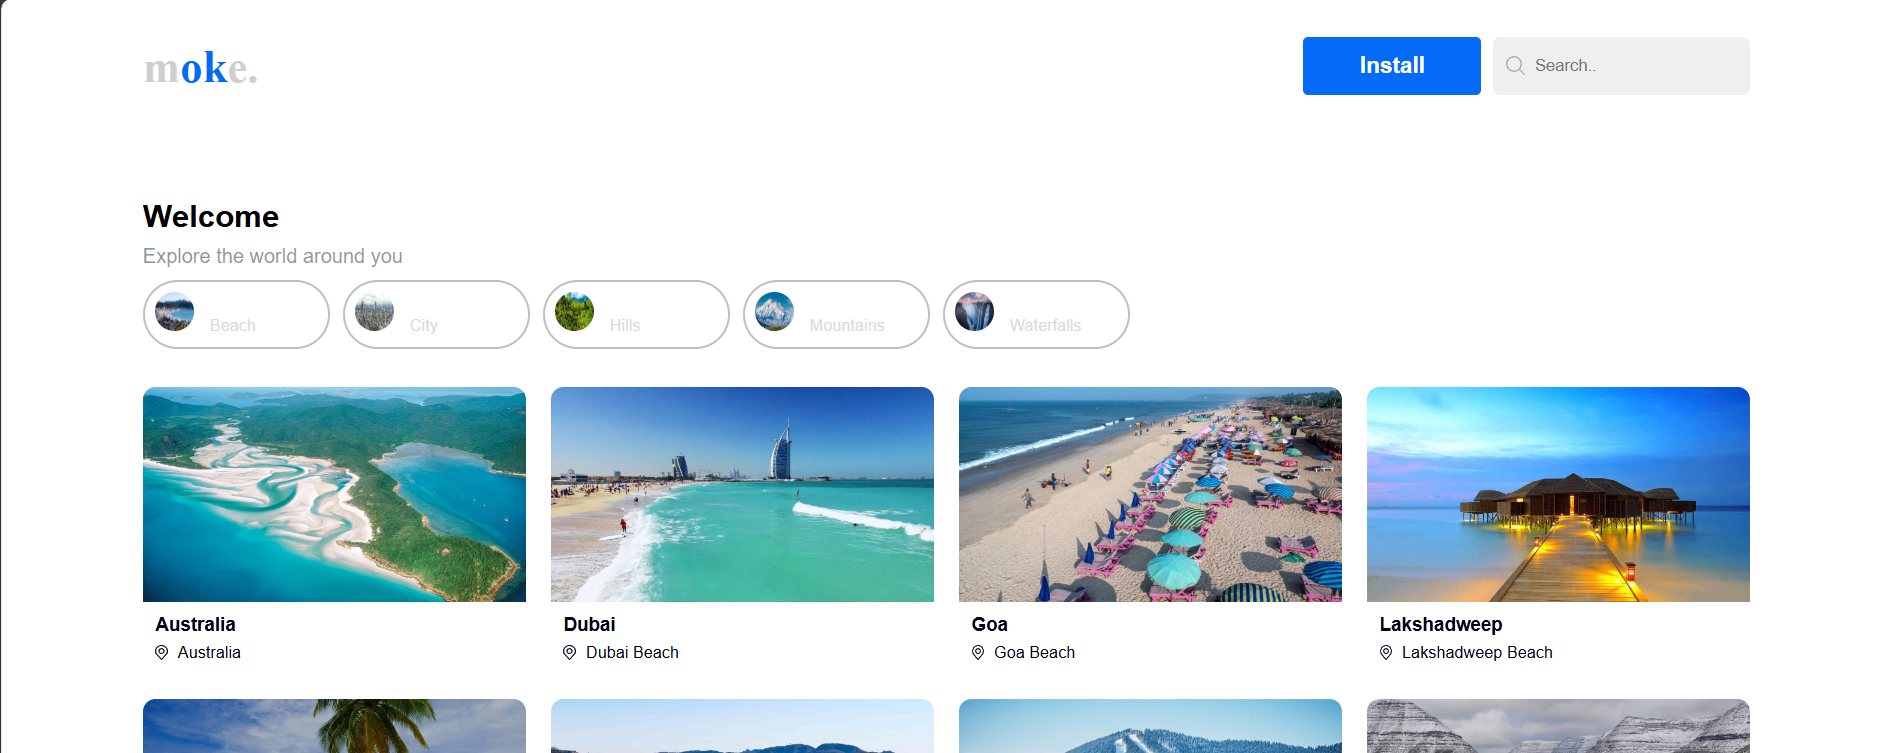 moke.
Install
Search..
Welcome
Explore the world around you
Beach
City
Hills
Mountains
Waterfalls
Australia
Australia
Dubai
Dubai Beach
Goa
Goa Beach
Lakshadweep
Lakshadweep Beach